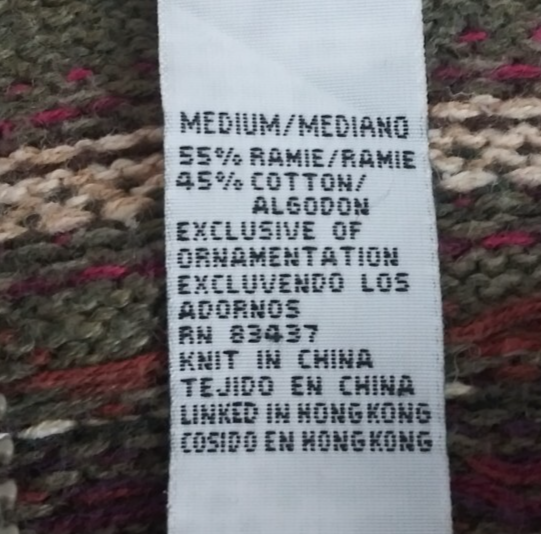 MEDIUM/MEDIANO
55% RAMIE/RAMIE
45% COTTON/
ALGODON
EXCLUSIVE OF
ORNAMENTATION
EXCLUVENDO LOS
ADORNOS
RN 83437
KNIT IN CHINA
TEJIDO EN CHINA
LINKED IN HONGKONG
COSIDO EN HONGKONG